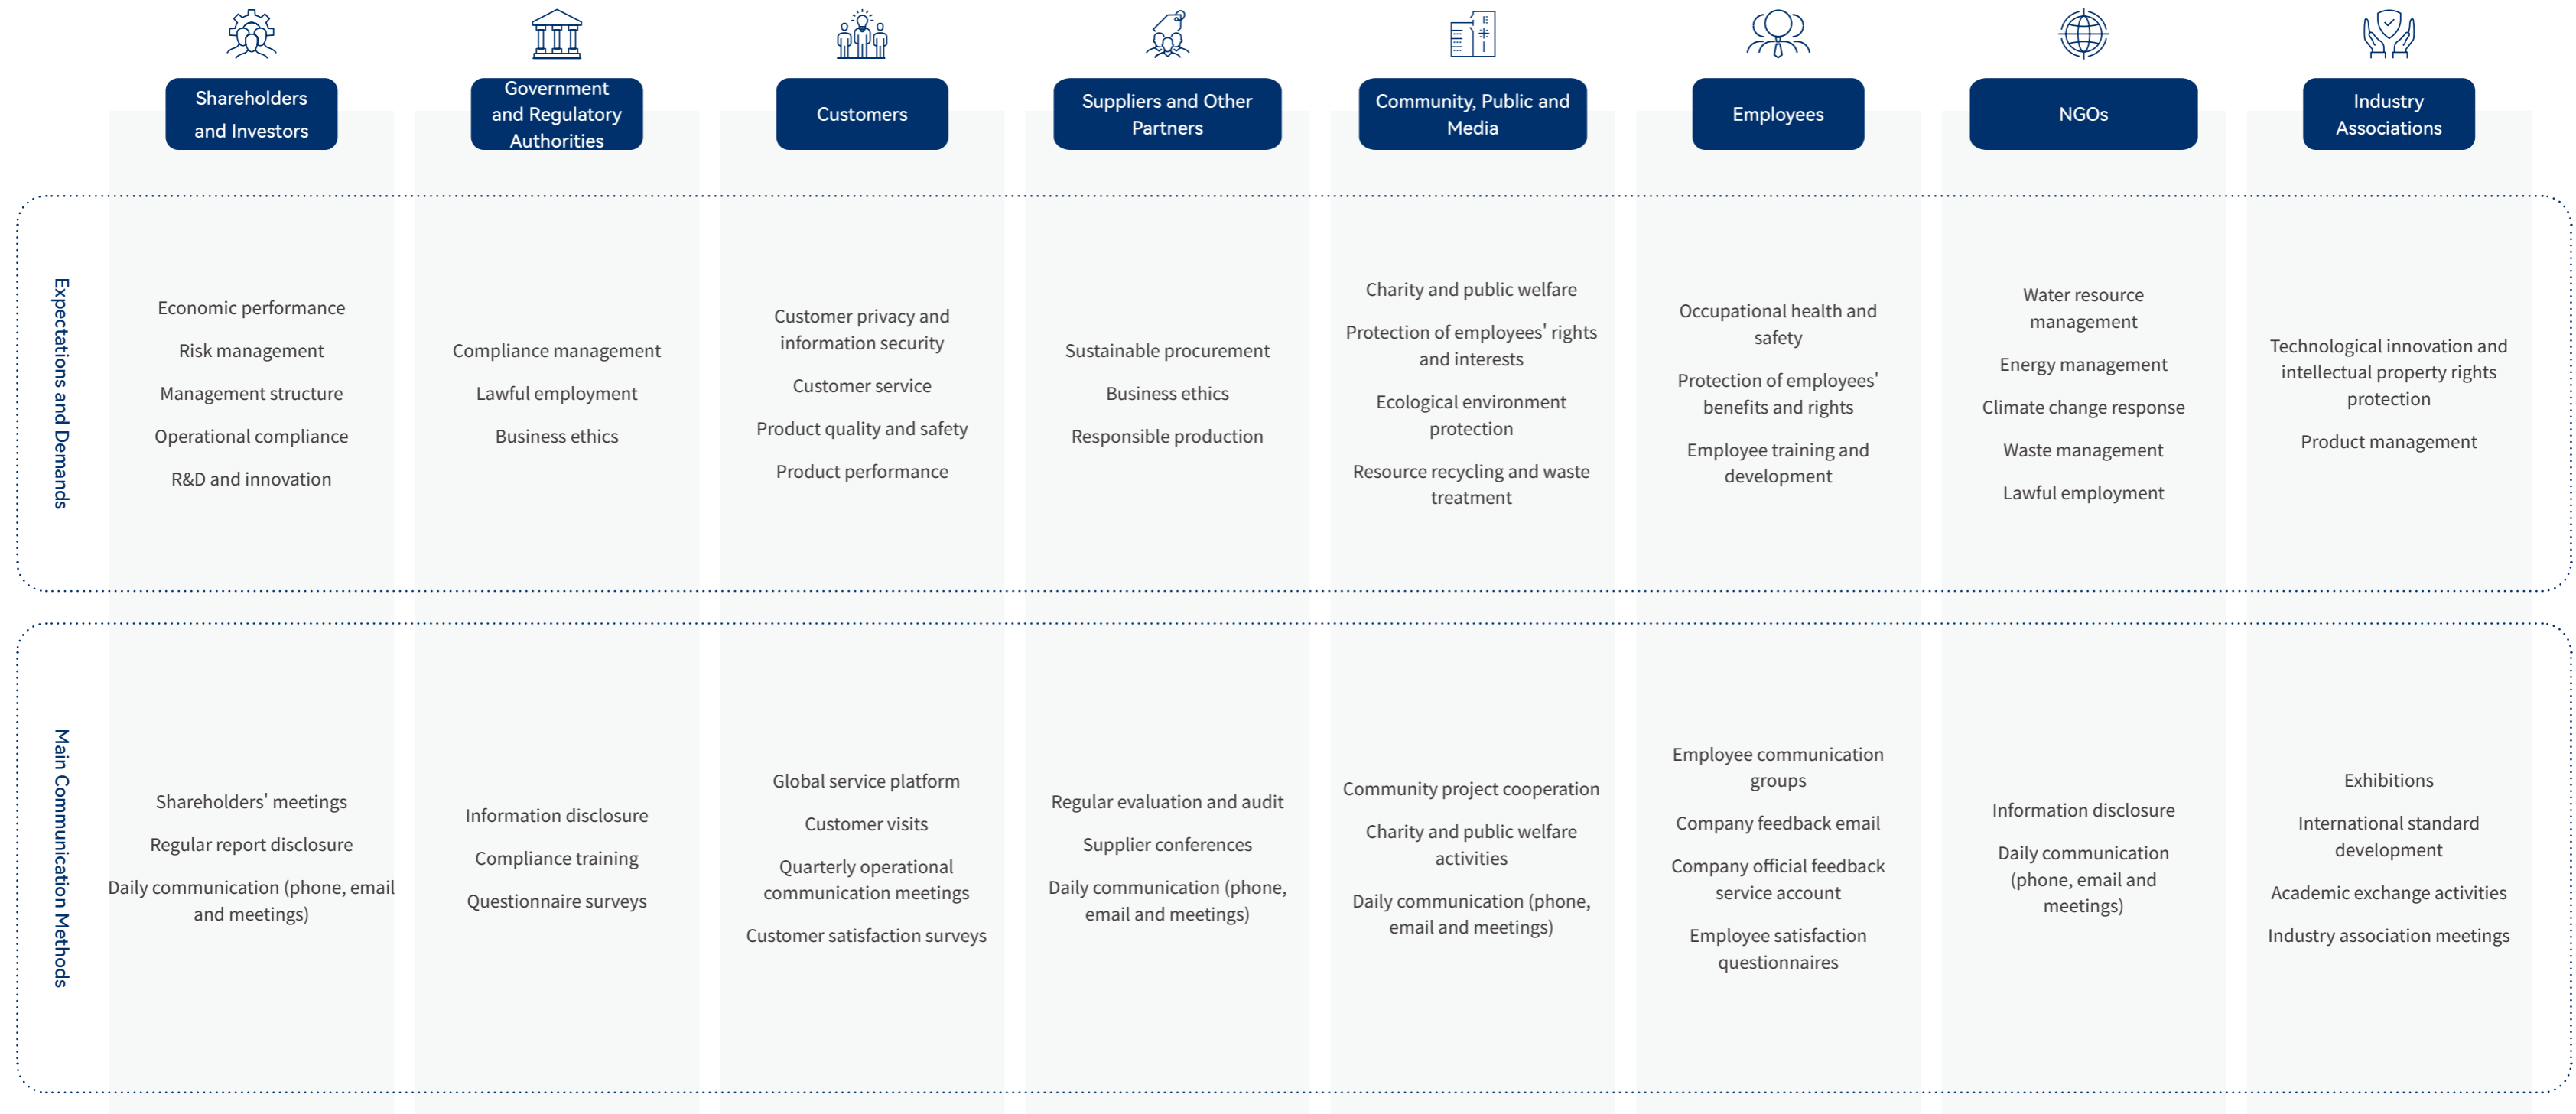 Shareholders
and Investors
Government
and Regulatory
Authorities
Customers
Suppliers and Other
Partners
Community, Public and
Media
Employees
NGOs
Industry
Associations
Expectations and Demands
Economic performance
Risk management
Management structure
Operational compliance
R&D and innovation
Compliance management
Lawful employment
Business ethics
Customer privacy and
information security
Customer service
Product quality and safety
Product performance
Sustainable procurement
Business ethics
Responsible production
Charity and public welfare
Protection of employees' rights
and interests
Ecological environment
protection
Resource recycling and waste
treatment
Occupational health and
safety
Protection of employees'
benefits and rights
Employee training and
development
Water resource
management
Energy management
Climate change response
Waste management
Lawful employment
Technological innovation and
intellectual property rights
protection
Product management
Main Communication Methods
Shareholders' meetings
Regular report disclosure
Daily communication (phone, email
and meetings)
Information disclosure
Compliance training
Questionnaire surveys
Global service platform
Customer visits
Quarterly operational
communication meetings
Customer satisfaction surveys
Regular evaluation and audit
Supplier conferences
Daily communication (phone,
email and meetings)
Community project cooperation
Charity and public welfare
activities
Daily communication (phone,
email and meetings)
Employee communication
groups
Company feedback email
Company official feedback
service account
Employee satisfaction
questionnaires
Information disclosure
Daily communication
(phone, email and
meetings)
Exhibitions
International standard
development
Academic exchange activities
Industry association meetings